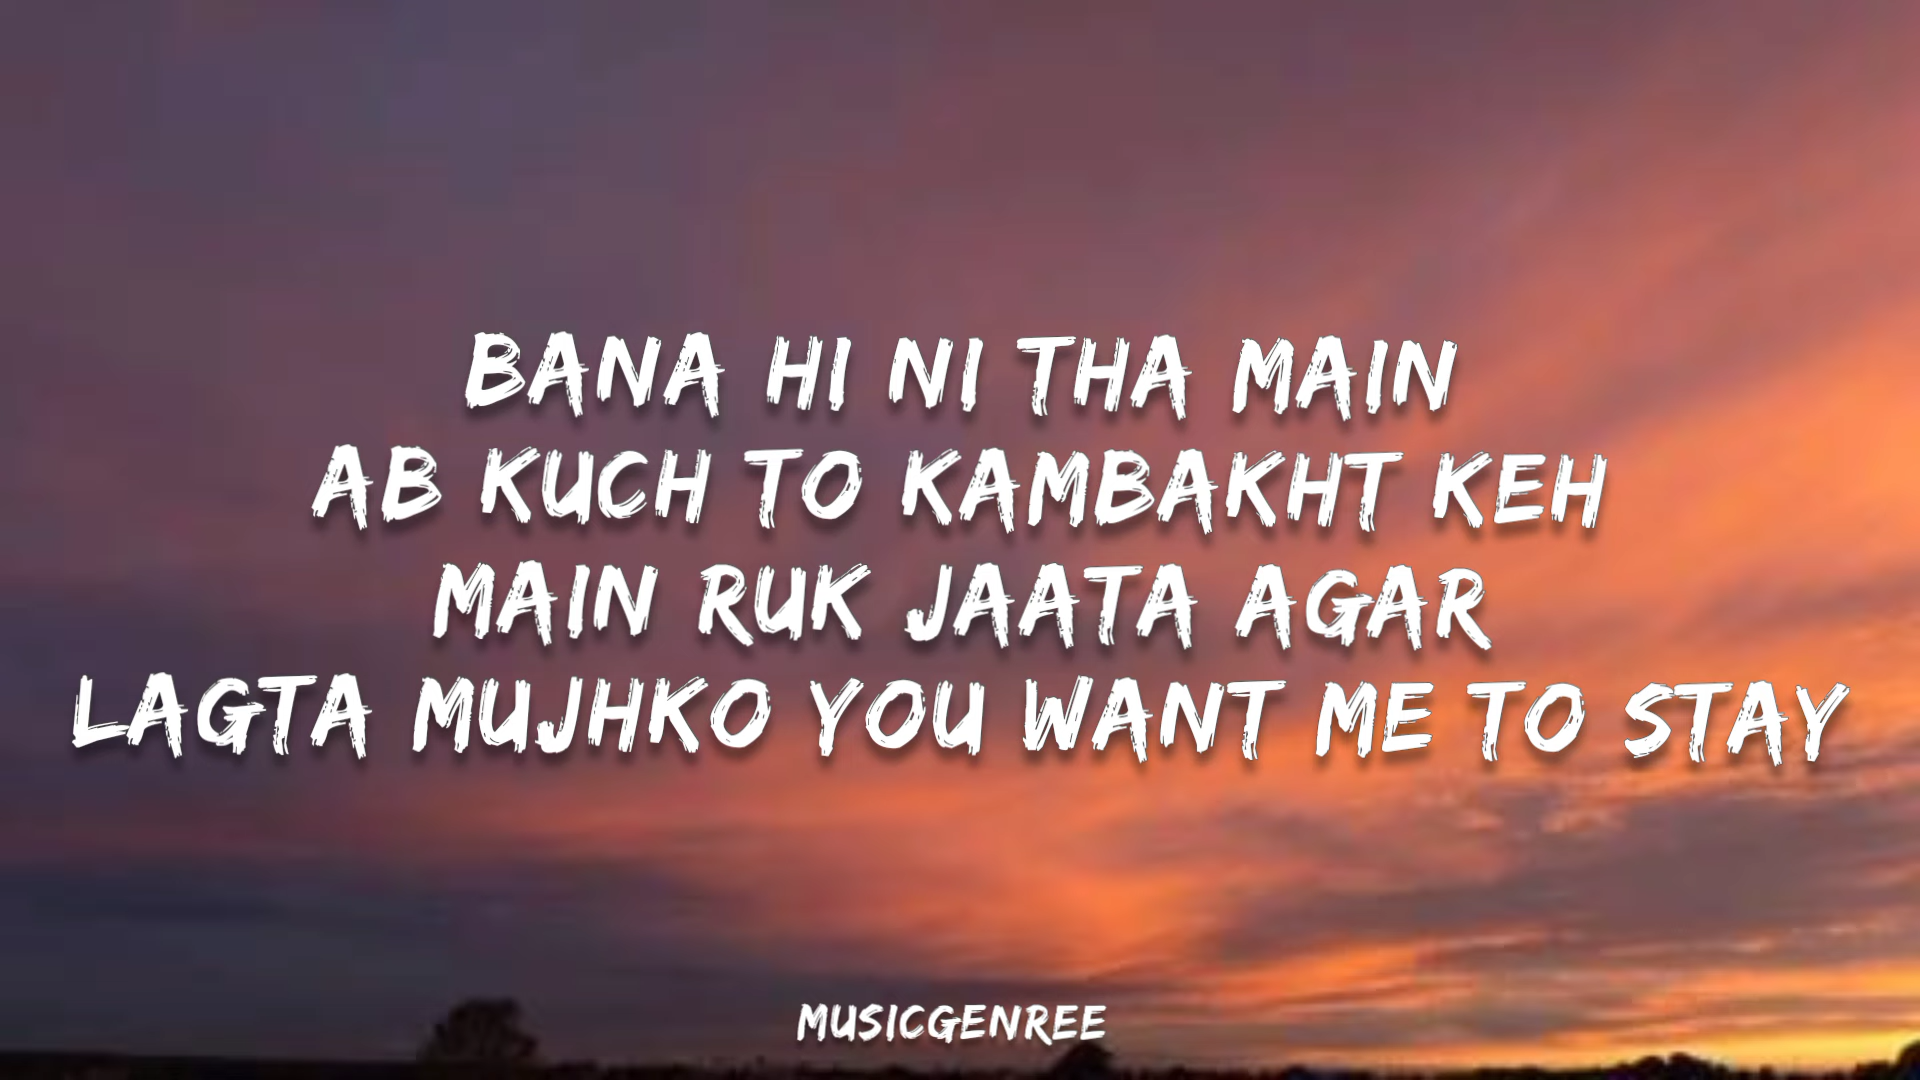 BANA HI NI THA MAIN
AB KUCH TO KAMBAKHT KEH
MAIN RUK JAATA AGAR
LAGTA MUJHKO YOU WANT ME TO STAY
MUSICGENREE